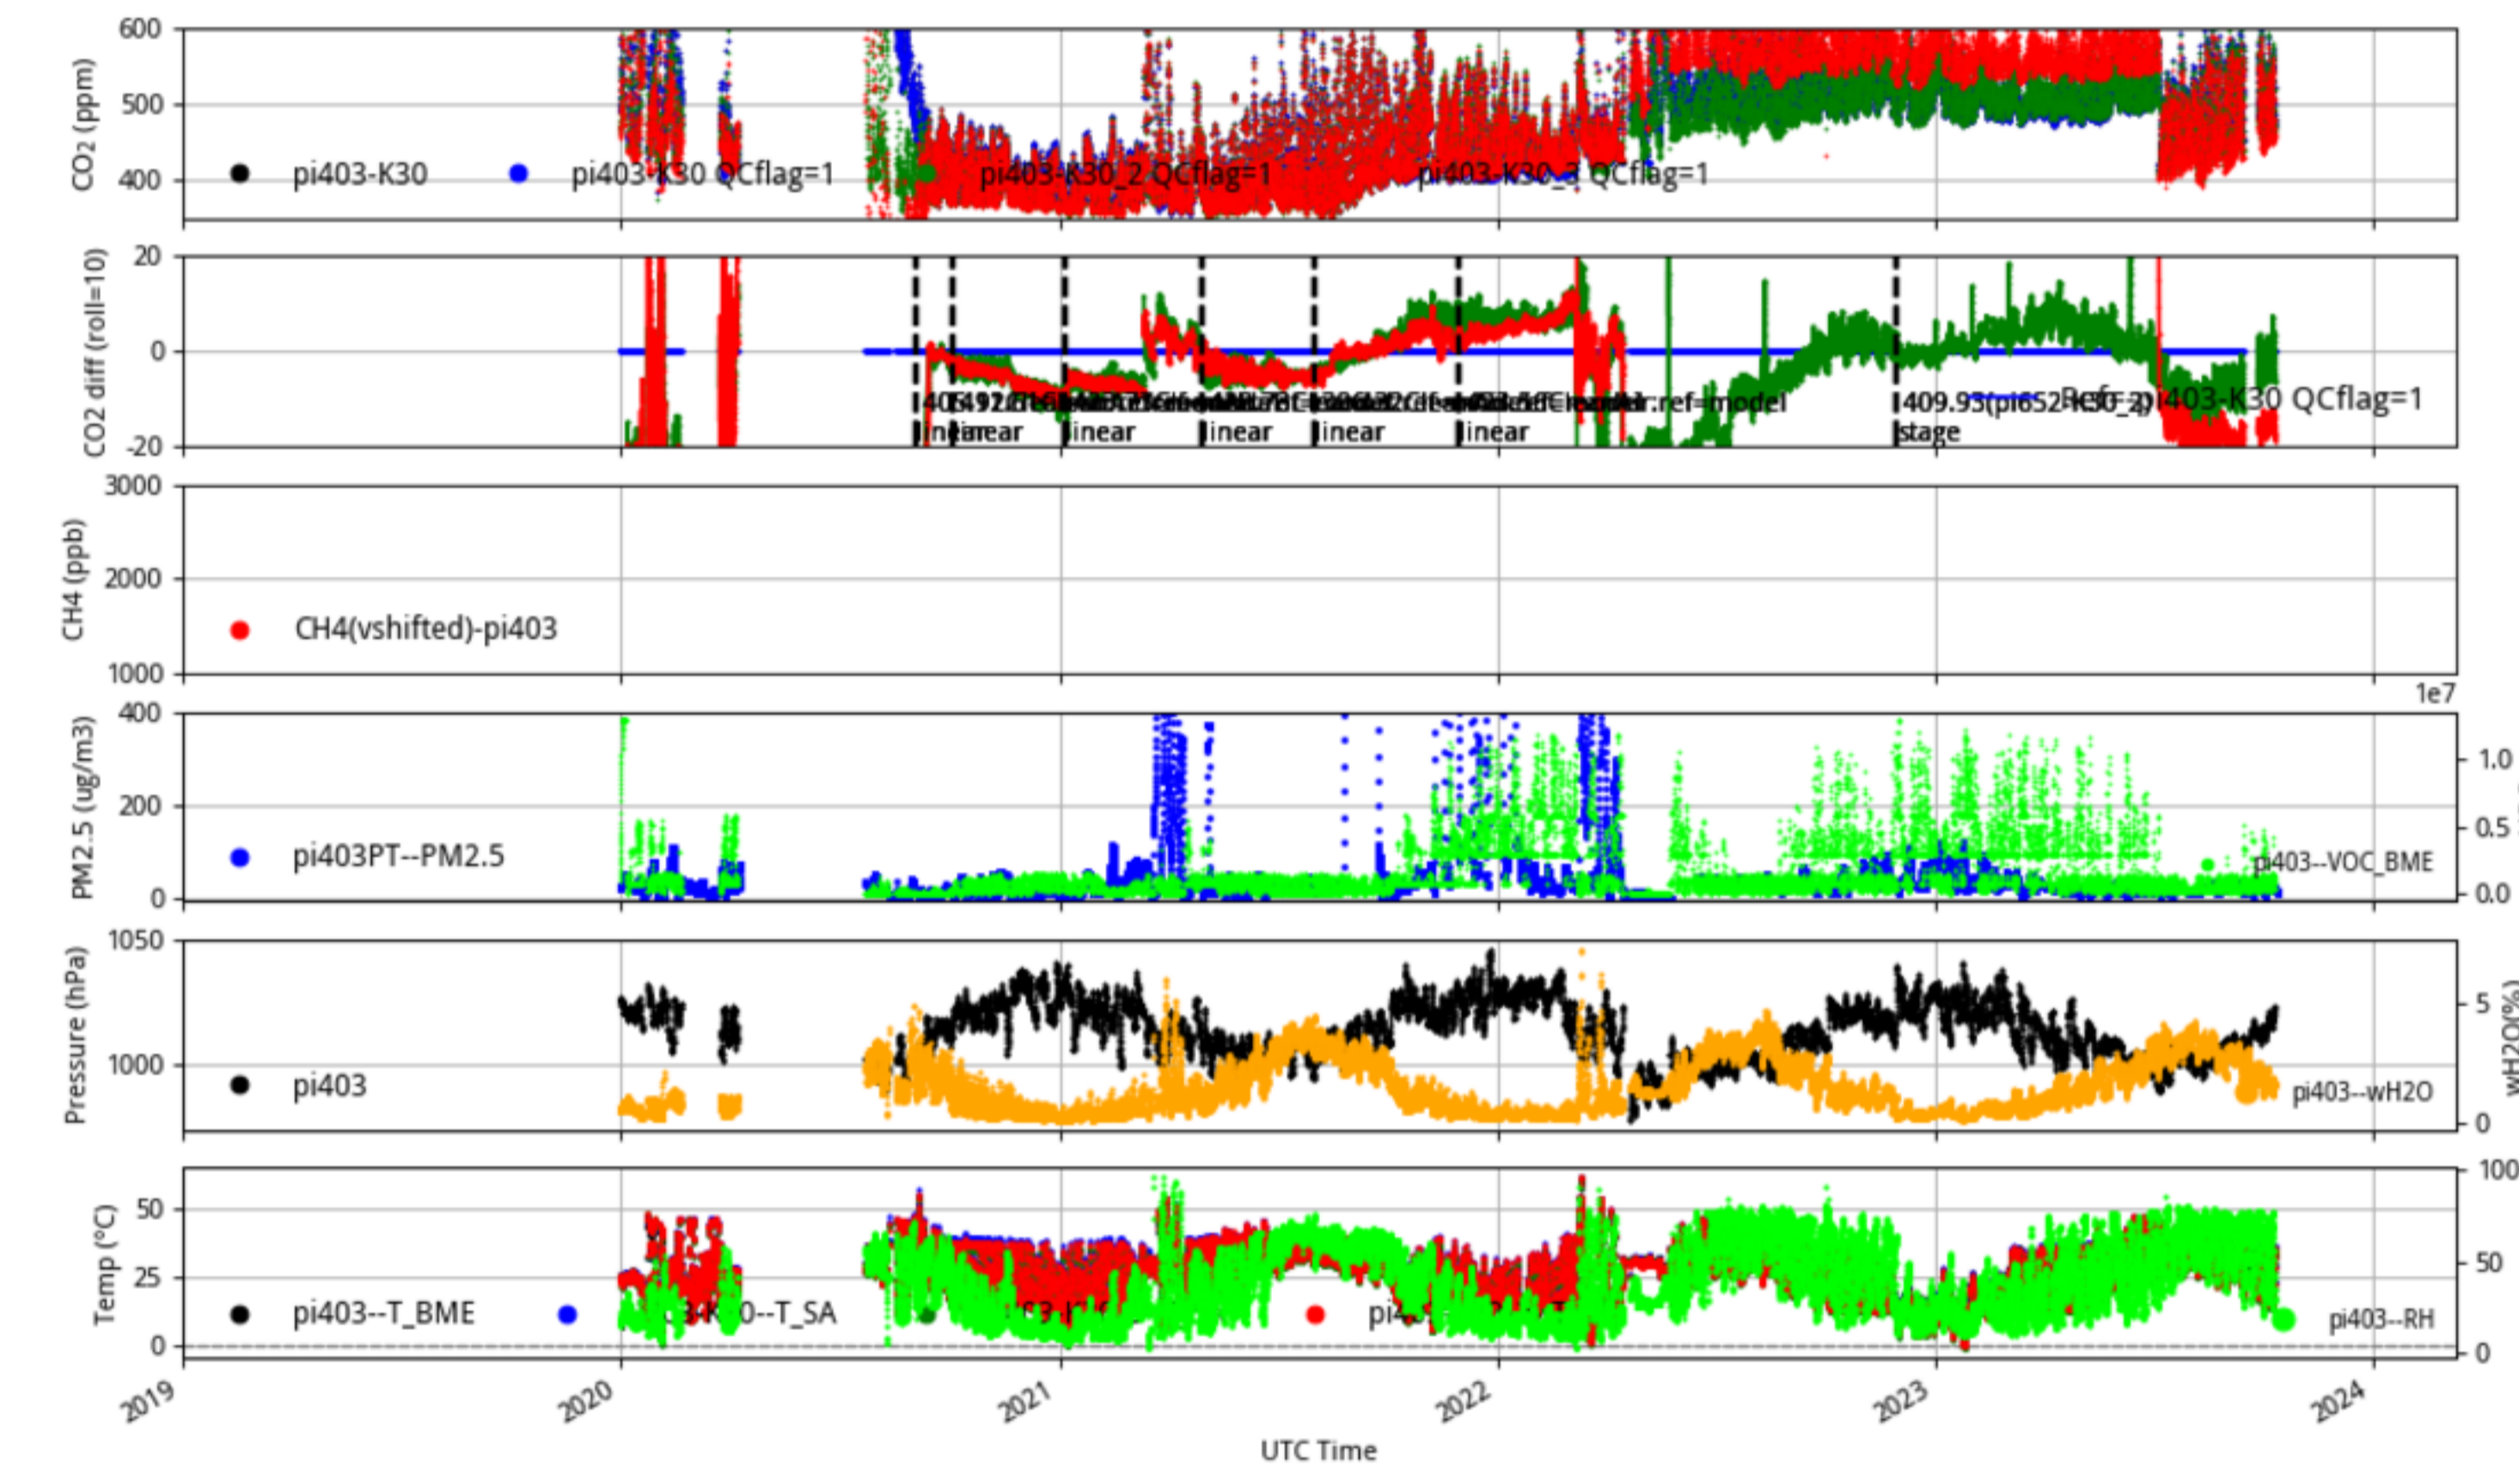 CO2 (ppm)
600
500
400
pi403-K30
pi403-K30 QCflag=1
pi403-K30_2 QCflag=1
pi403-K30_3 QCflag=1
CO2 diff (roll=10)
20
0
-20
linear
linear
linear
linear
linear
409.95(pi652-K30_2)
stage
Ref=pi403-K30 QCflag=1
CH4 (ppb)
3000
2000
1000
CH4(vshifted)-pi403
1e7
PM2.5 (ug/m3)
400
200
0
pi403PT--PM2.5
1.0
0.5
0.0
pi403--VOC_BME
Pressure (hPa)
1050
1000
pi403
5
0
wH2O(%)
pi403--wH2O
Temp (°C)
50
25
0
pi403--T_BME
100
50
0
pi403--RH
2019
2020
2021
2022
2023
2024
UTC Time